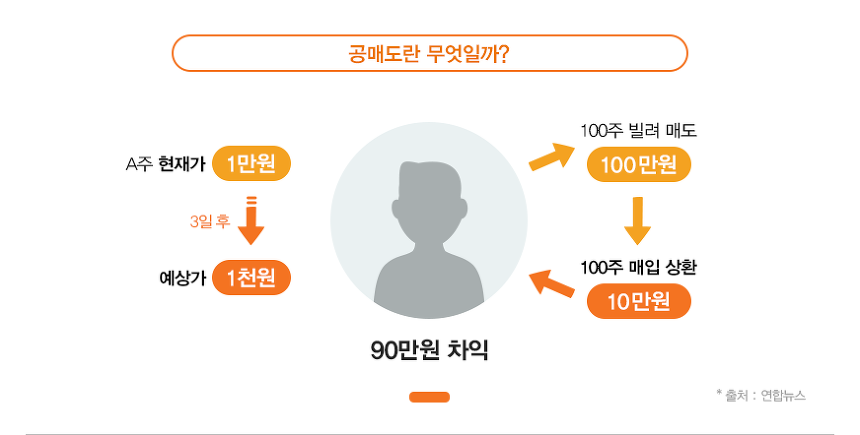 공매도란 무엇일까?
A주 현재가 1만원
3일 후
예상가 1천원
100주 빌려 매도
100만원
100주 매입 상환
10만원
90만원 차익
* 출처 : 연합뉴스